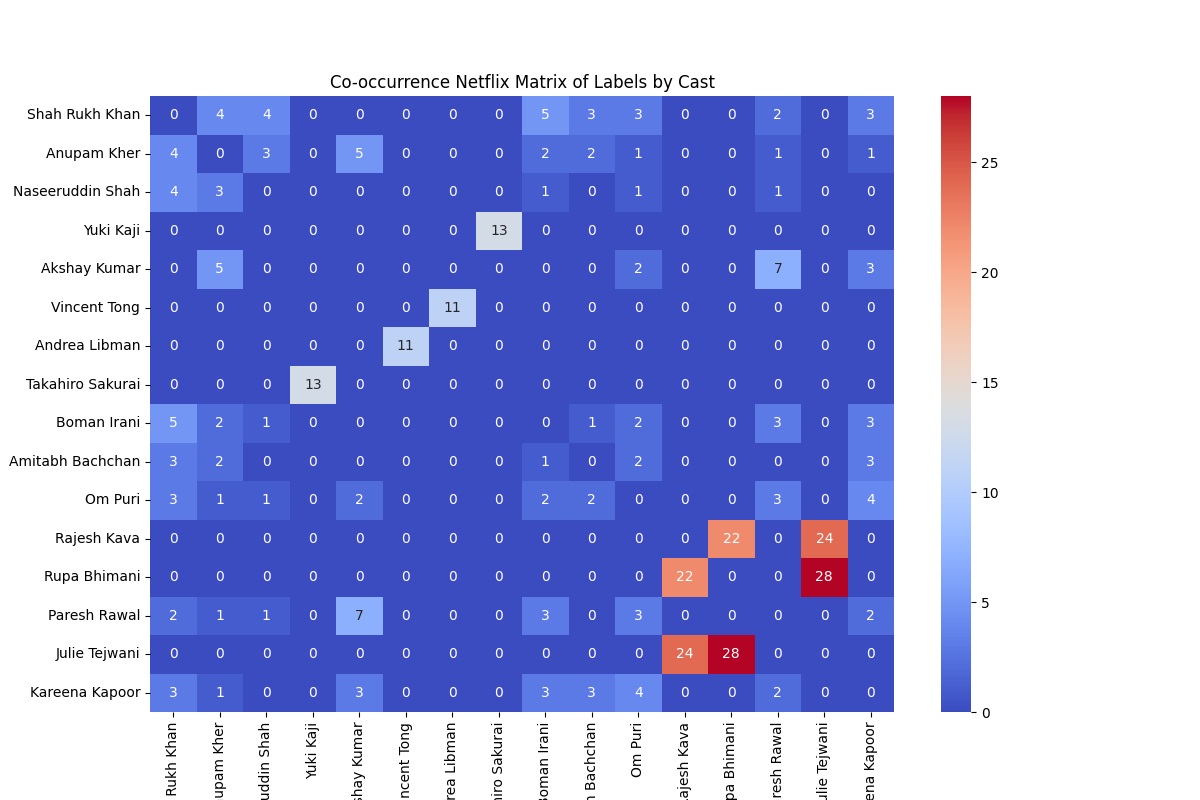 Co-occurrence Netflix Matrix of Labels by Cast
Shah Rukh Khan 0 4 4 0 0 0 0 0 5 3 3 0 0 2 0 3
Anupam Kher 4 0 3 0 5 0 0 0 2 2 1 0 0 1 0 1
Naseeruddin Shah 4 3 0 0 0 0 0 0 1 0 1 0 0 1 0 0
Yuki Kaji 0 0 0 0 0 0 0 13 0 0 0 0 0 0 0 0
Akshay Kumar 0 5 0 0 0 0 0 0 0 0 2 0 0 7 0 3
Vincent Tong 0 0 0 0 0 0 11 0 0 0 0 0 0 0 0 0
Andrea Libman 0 0 0 0 0 11 0 0 0 0 0 0 0 0 0 0
Takahiro Sakurai 0 0 0 13 0 0 0 0 0 0 0 0 0 0 0 0
Boman Irani 5 2 1 0 0 0 0 0 0 1 2 0 0 3 0 3
Amitabh Bachchan 3 2 0 0 0 0 0 0 1 0 2 0 0 0 0 3
Om Puri 3 1 1 0 2 0 0 0 2 2 0 0 0 3 0 4
Rajesh Kava 0 0 0 0 0 0 0 0 0 0 0 0 22 0 24 0
Rupa Bhimani 0 0 0 0 0 0 0 0 0 0 0 22 0 0 28 0
Paresh Rawal 2 1 1 0 7 0 0 0 3 0 3 0 0 0 0 2
Julie Tejwani 0 0 0 0 0 0 0 0 0 0 0 24 28 0 0 0
Kareena Kapoor 3 1 0 0 3 0 0 0 3 3 4 0 0 2 0 0
Rukh Khan
upam Kher
uddin Shah
Yuki Kaji
shay Kumar
ncent Tong
rea Libman
hiro Sakurai
Boman Irani
h Bachchan
Om Puri
ajesh Kava
pa Bhimani
resh Rawal
ulie Tejwani
ena Kapoor
25
20
15
10
5
0